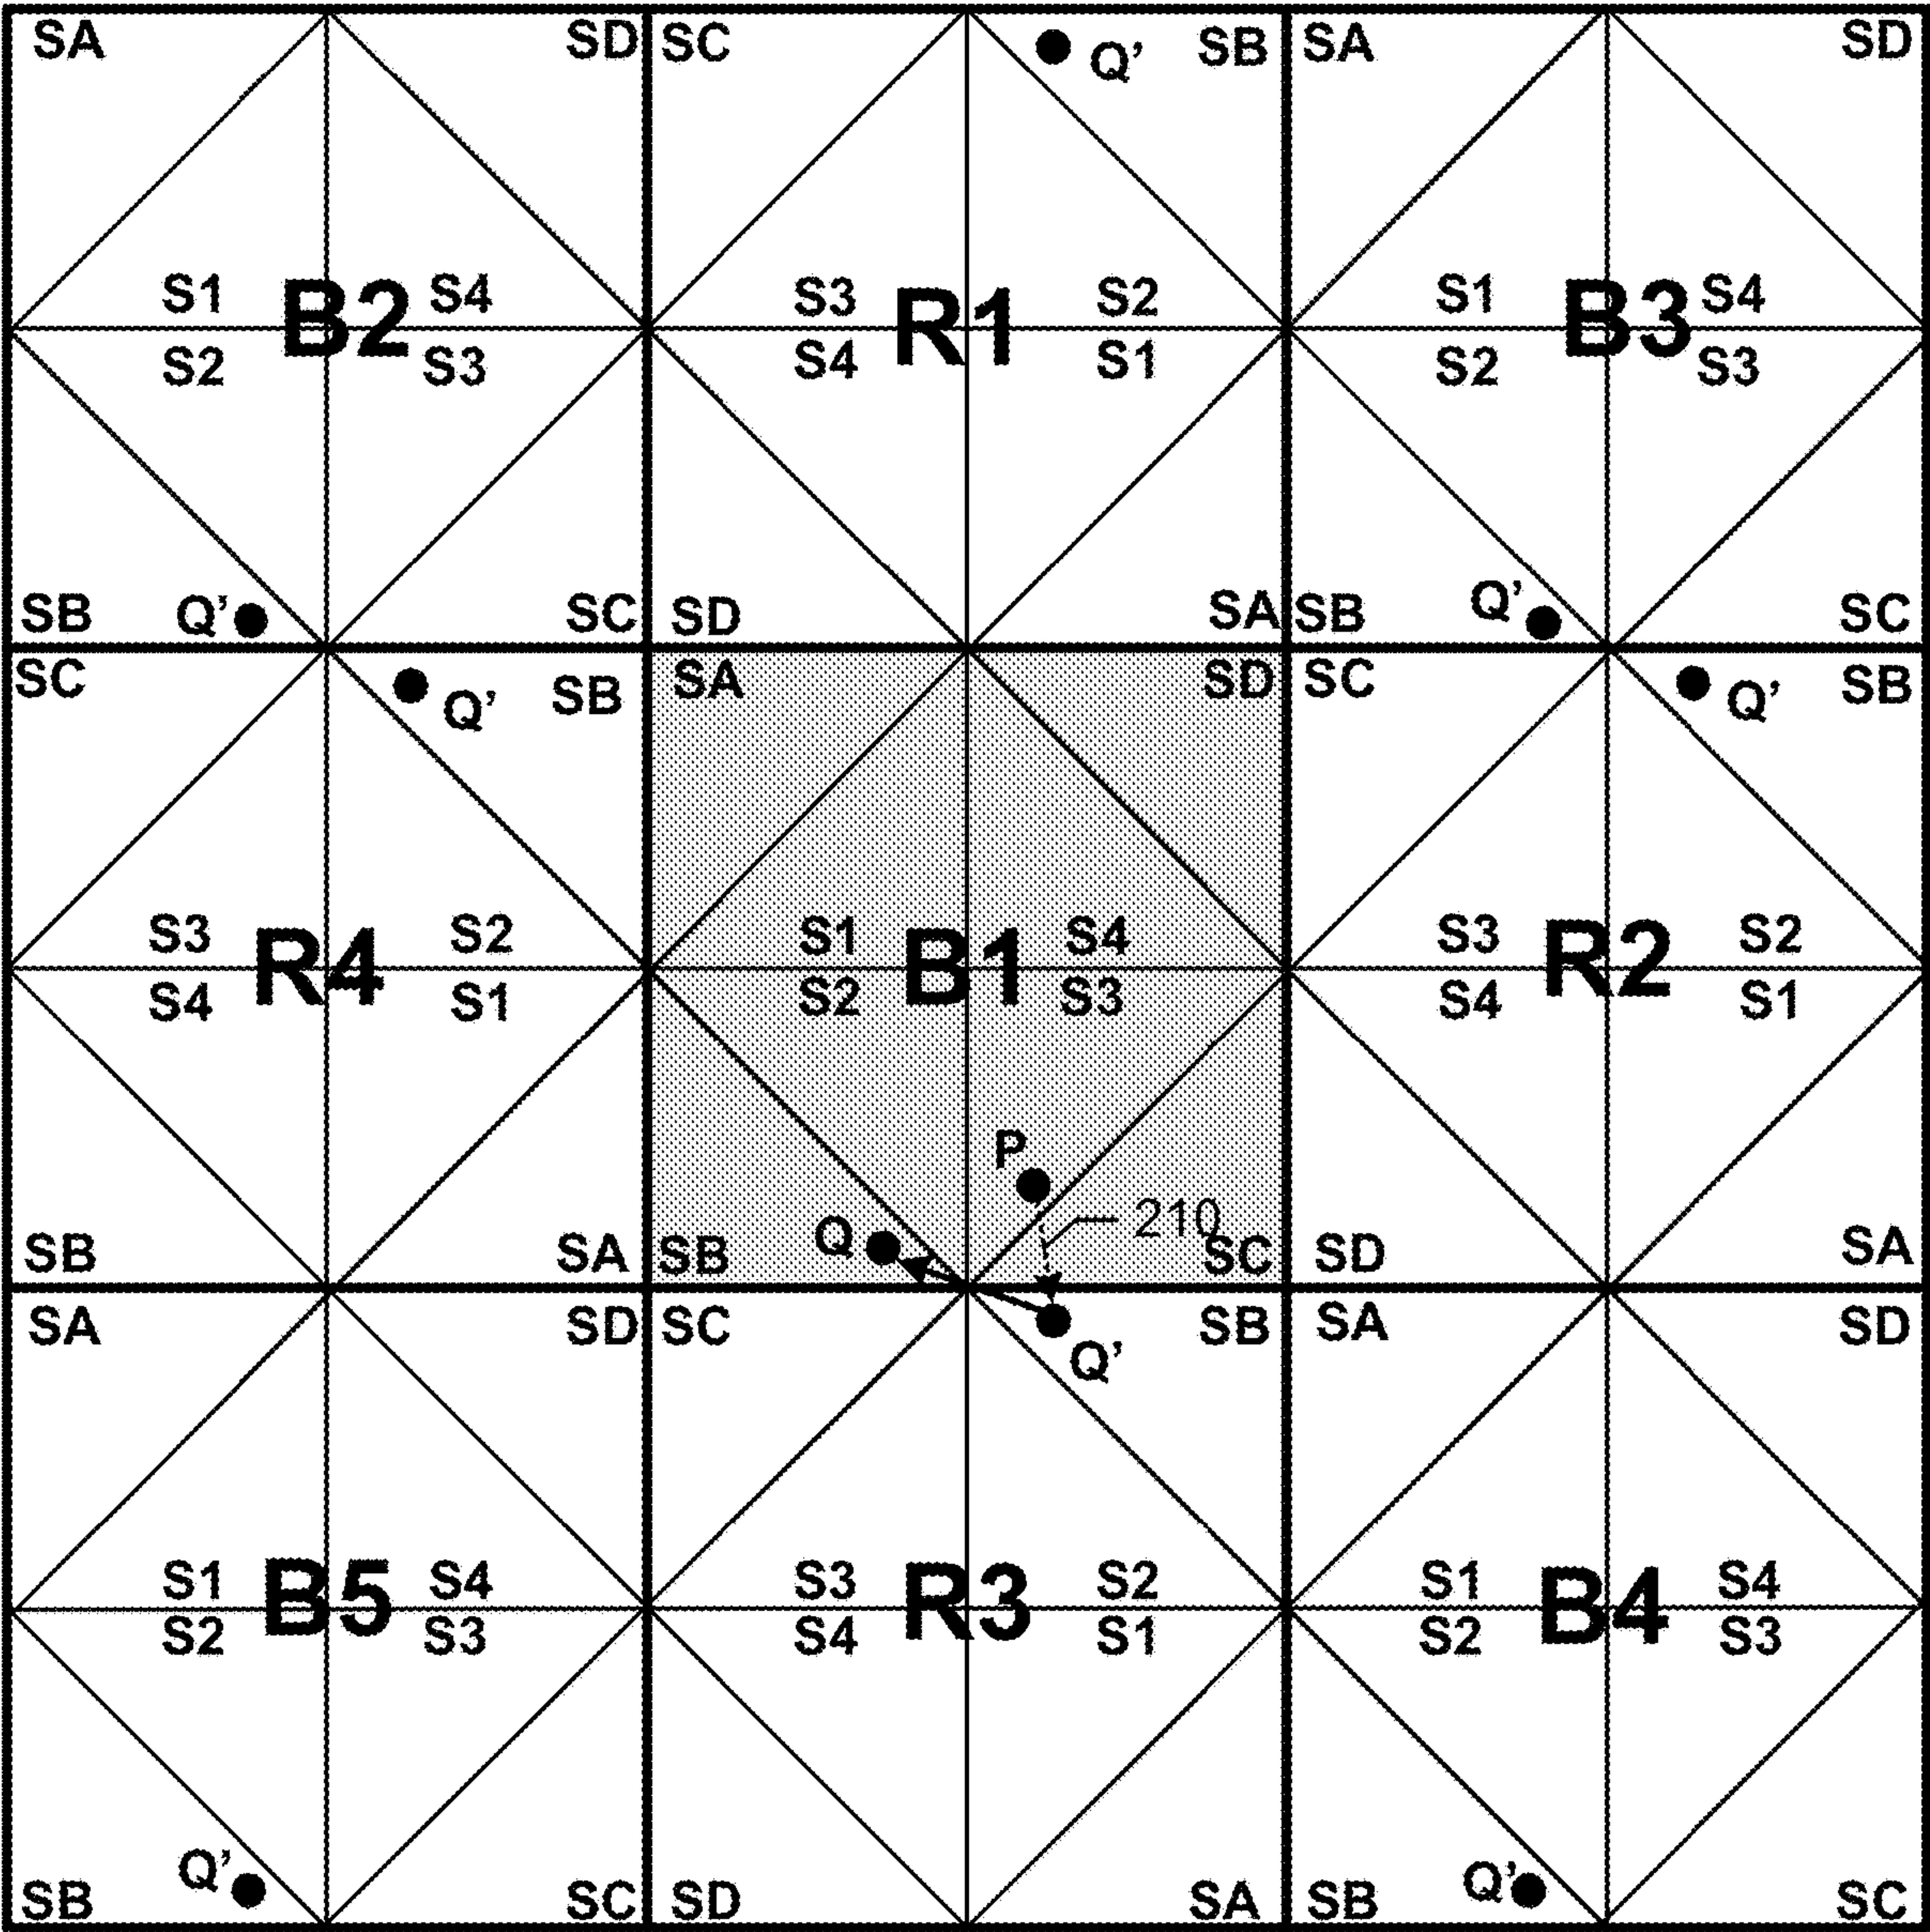 SA SD SC Q’ SB SA SD
S1 B2 S4 S3 R1 S2 S1 B3 S4
S2 S3 S4 S1 S2 S3
SB Q’ SC SD SA SB Q’ SC
SC Q’ SB SA SD SC Q’ SB
S3 R4 S2 S1 B1 S4 S3 R2 S2
S4 S1 S2 S3 S4 S1
P
Q 210
SB SA SB SC SD SA
SA SD SC SB SA SD
Q’
S1 B5 S4 S3 R3 S2 S1 B4 S4
S2 S3 S4 S1 S2 S3
Q’ Q’
SB SC SD SA SB SC